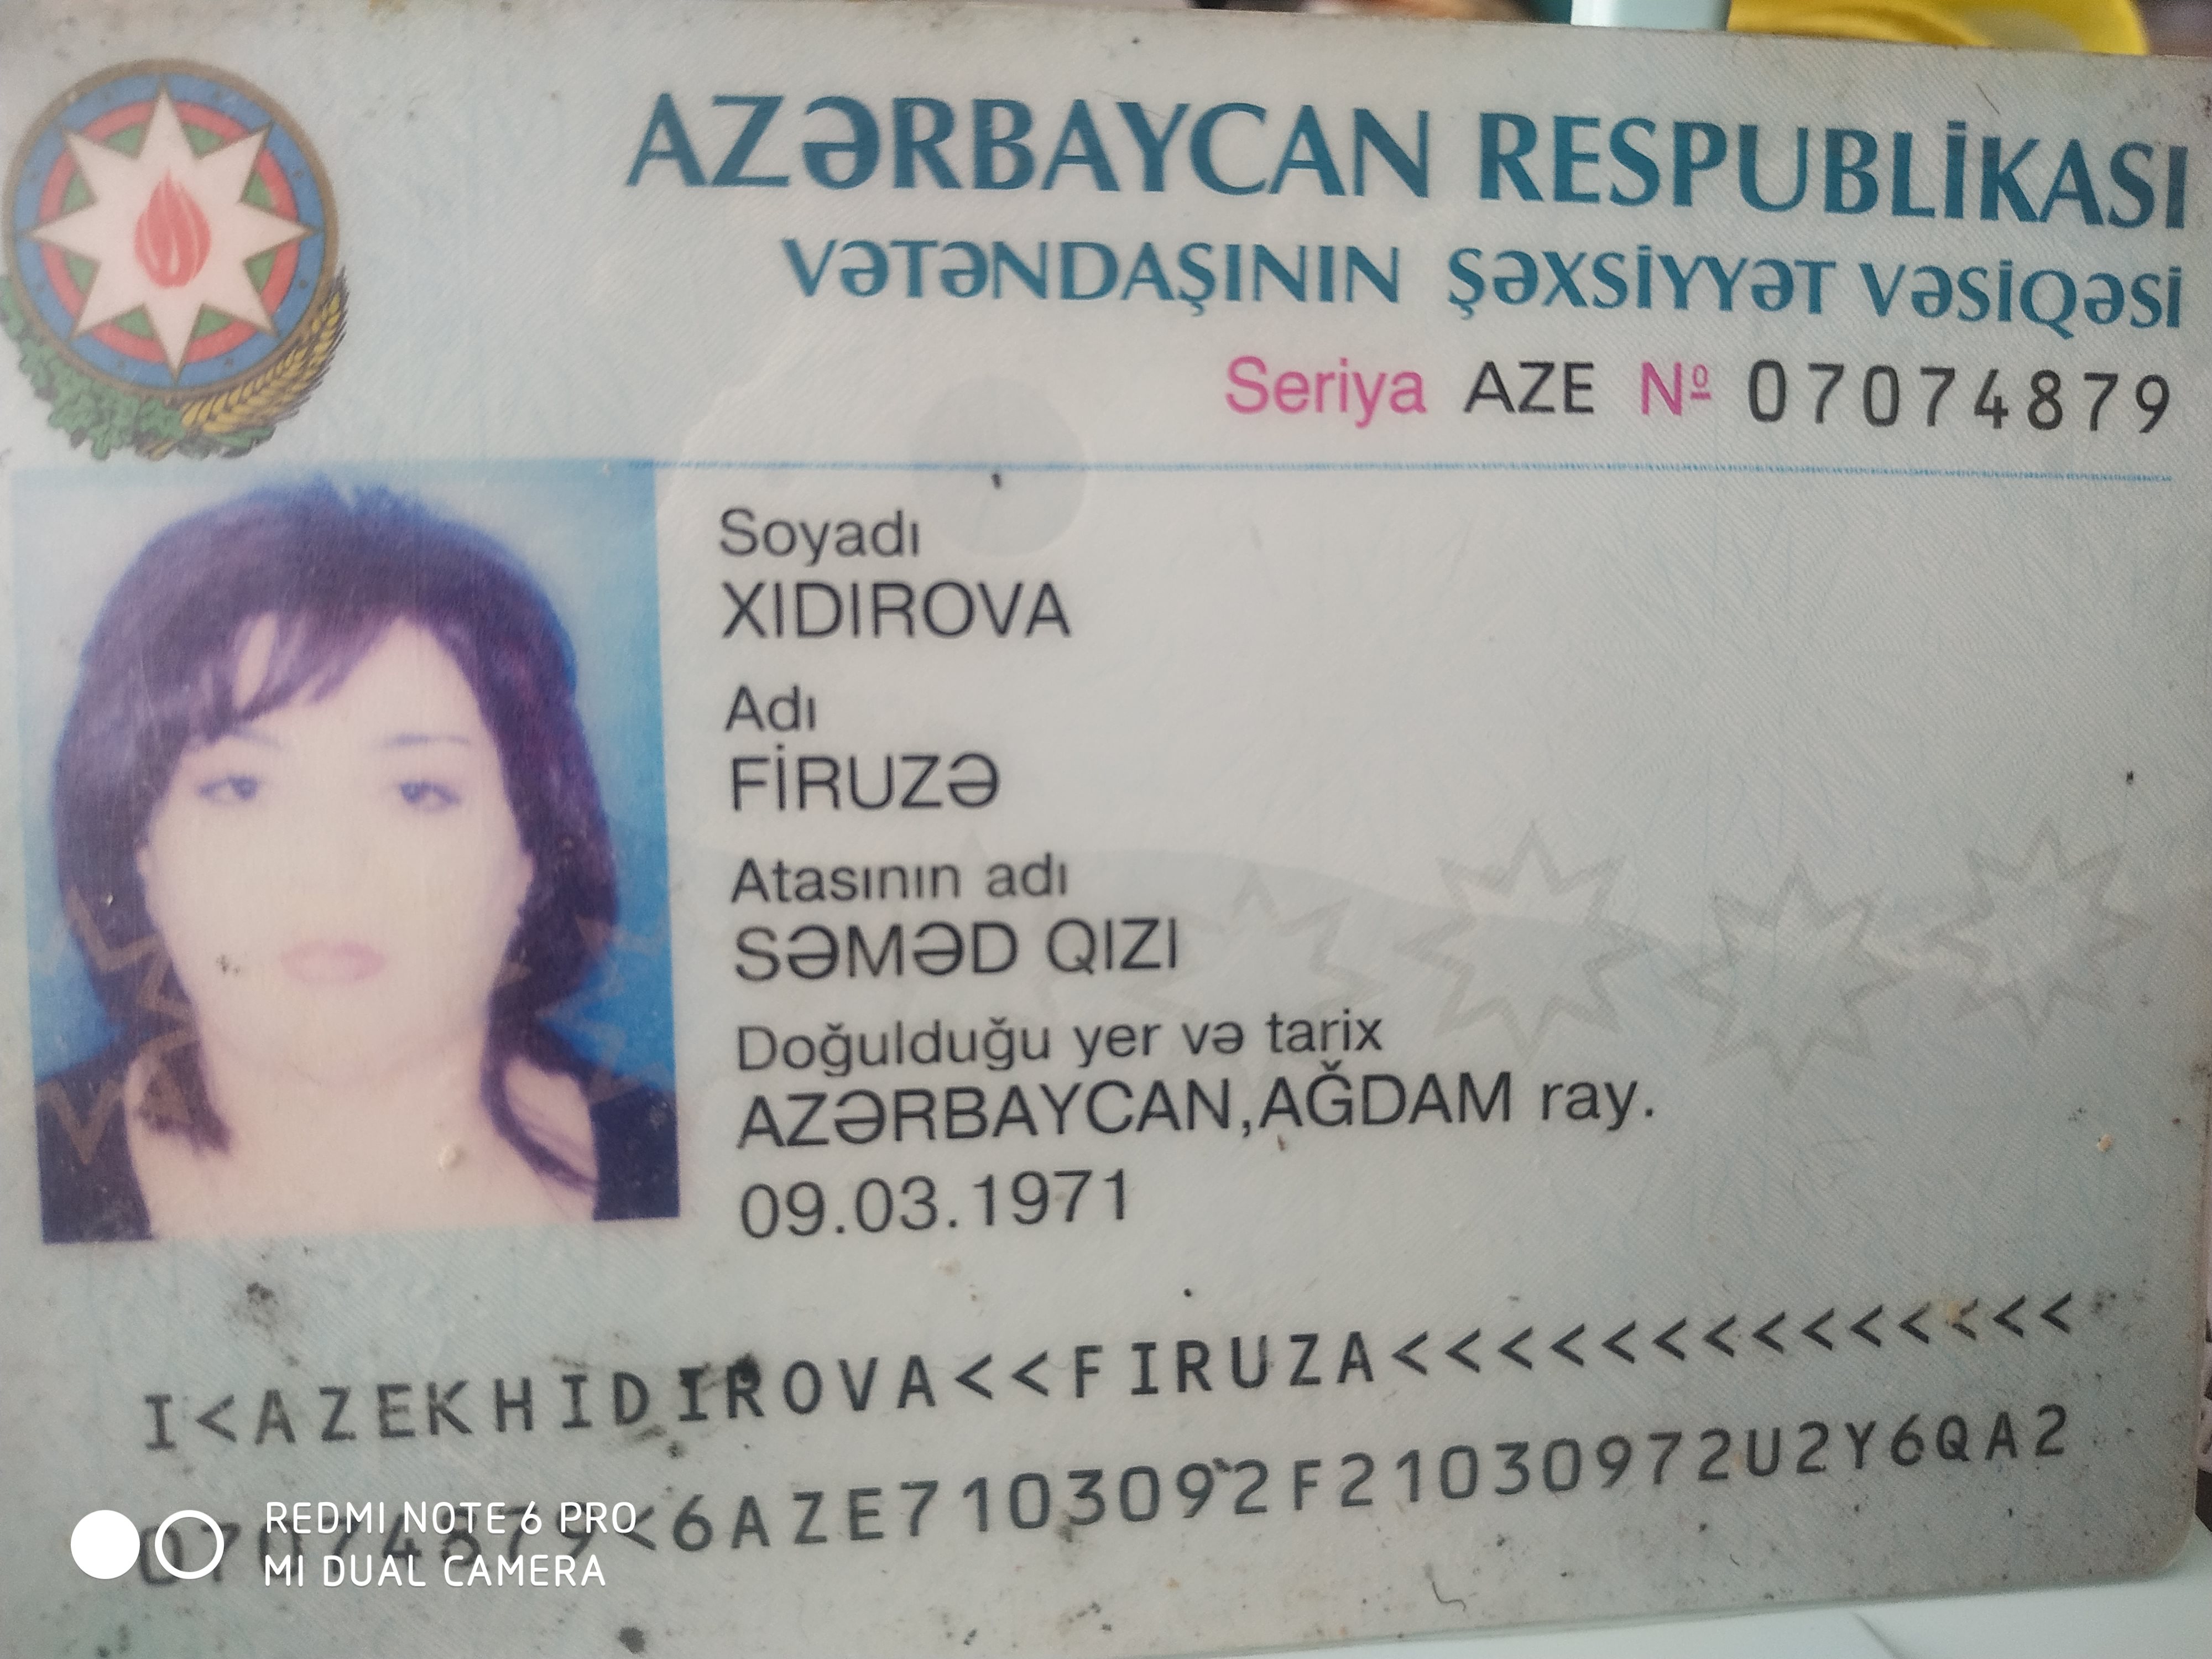 AZƏRBAYCAN RESPUBLİKASI
VƏTƏNDAŞININ ŞƏXSİYYƏT VƏSİQƏSİ
Seriya AZE № 07074879
Soyadı
XIDIROVA
Adı
FİRUZƏ
Atasının adı
SƏMƏD QIZI
Doğulduğu yer və tarix
AZƏRBAYCAN,AĞDAM ray.
09.03.1971
I<AZEKHIDIROVA<<FIRUZA<<<<<<<<<<<<<
07074879<6AZE7103092F21030972U2Y6QA2
REDMI NOTE 6 PRO
MI DUAL CAMERA